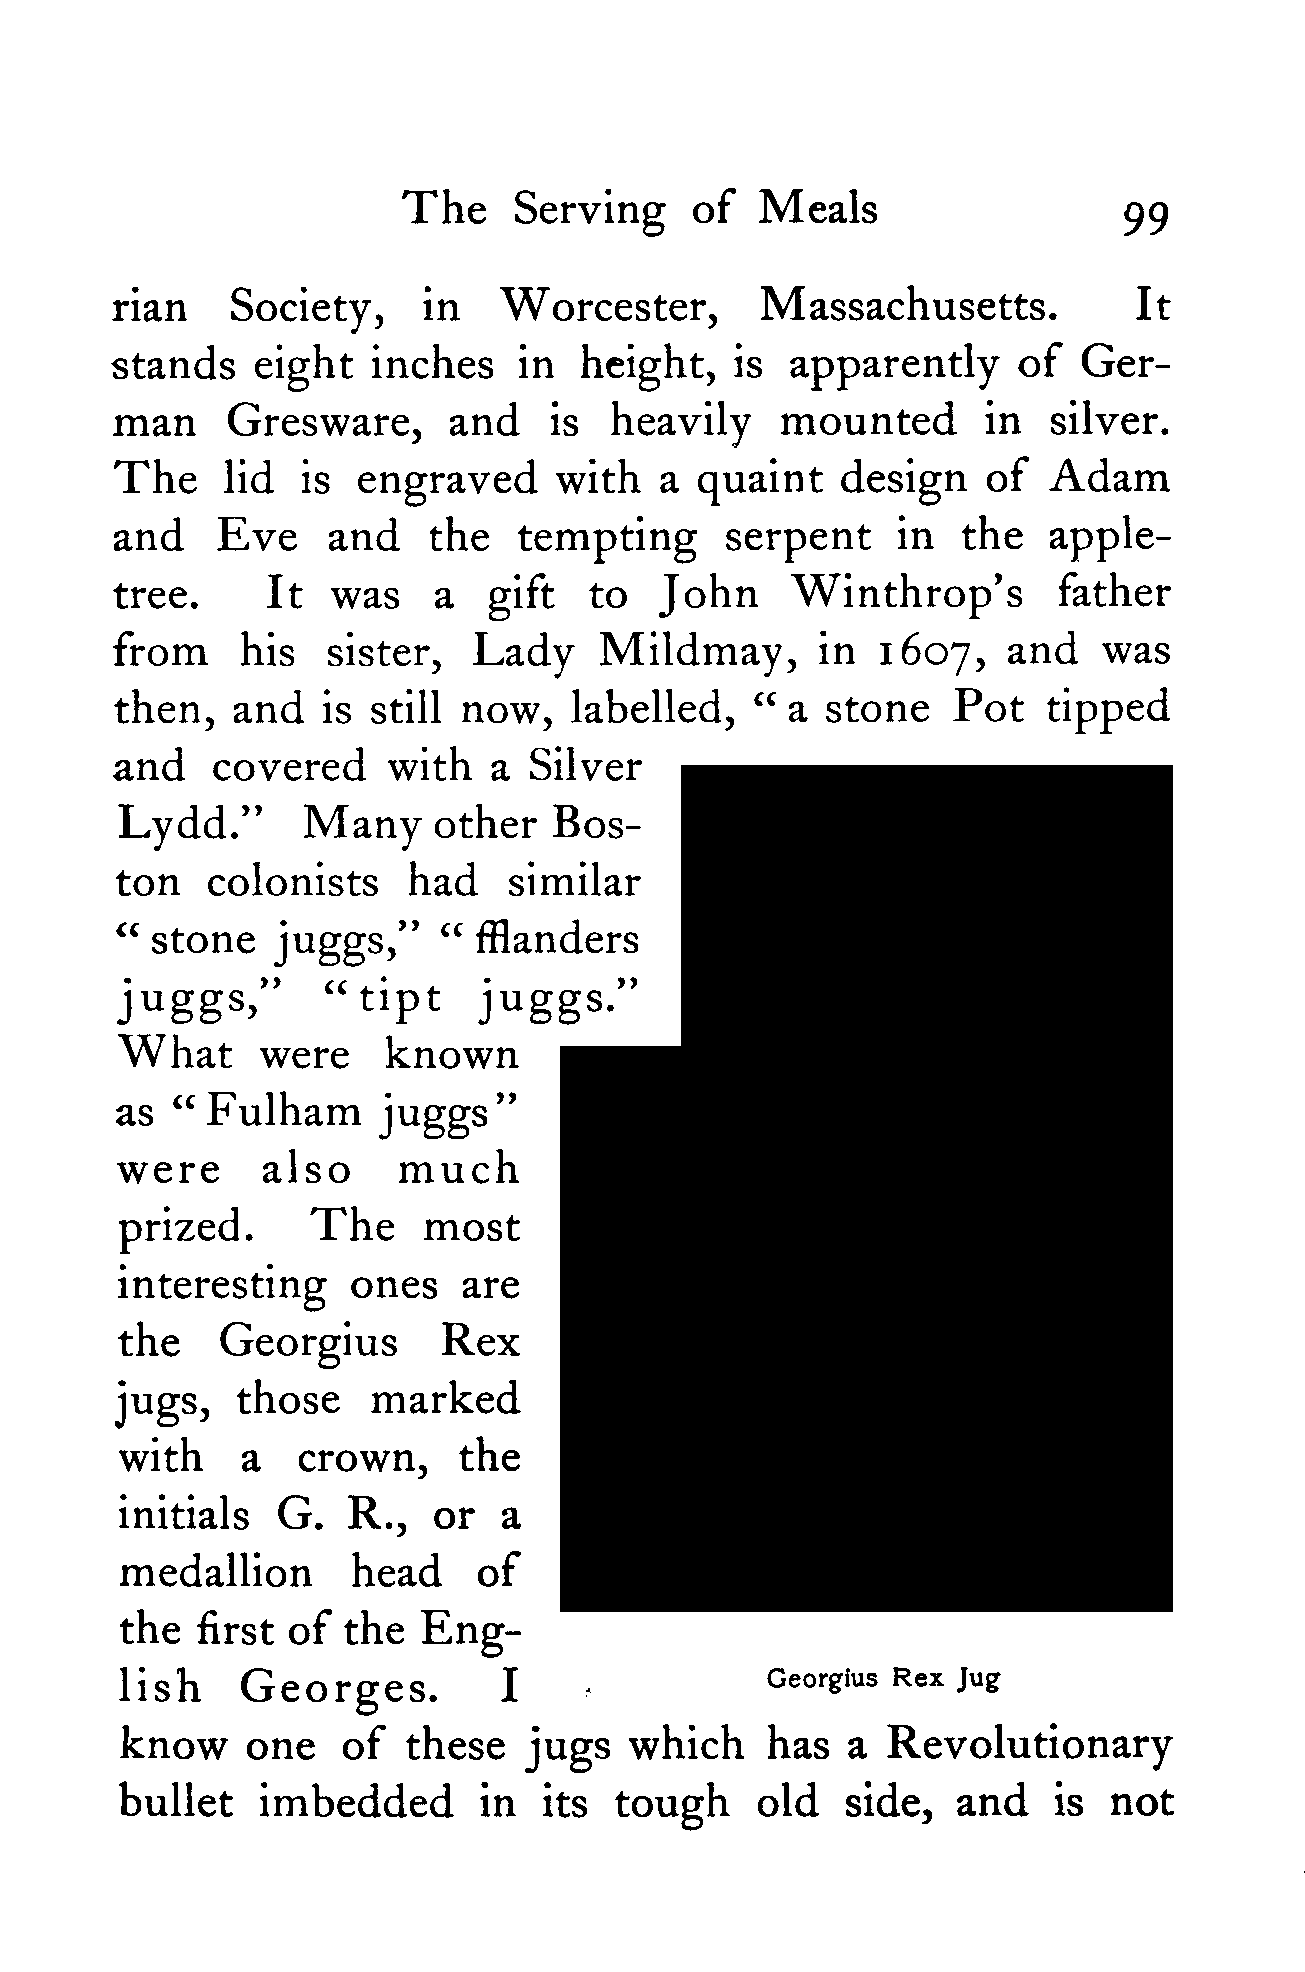 The Serving of Meals 99
rian Society, in Worcester, Massachusetts. It
stands eight inches in height, is apparently of Ger-
man Gresware, and is heavily mounted in silver.
The lid is engraved with a quaint design of Adam
and Eve and the tempting serpent in the apple-
tree. It was a gift to John Winthrop's father
from his sister, Lady Mildmay, in 1607, and was
then, and is still now, labelled, “ a stone Pot tipped
and covered with a Silver
Lydd.” Many other Bos-
ton colonists had similar
“ stone juggs,” “ fflanders
juggs,” “ tipt juggs.”
What were known
as “ Fulham juggs ”
were also much
prized. The most
interesting ones are
the Georgius Rex
jugs, those marked
with a crown, the
initials G. R., or a
medallion head of
the first of the Eng-
lish Georges. I
Georgius Rex Jug
know one of these jugs which has a Revolutionary
bullet imbedded in its tough old side, and is not